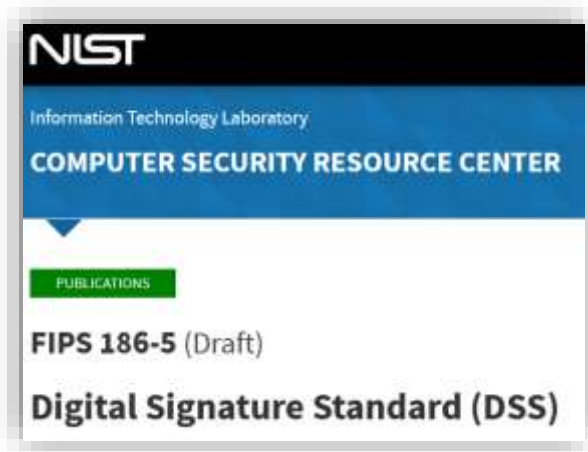 NIST
Information Technology Laboratory
COMPUTER SECURITY RESOURCE CENTER
PUBLICATIONS
FIPS 186-5 (Draft)
Digital Signature Standard (DSS)